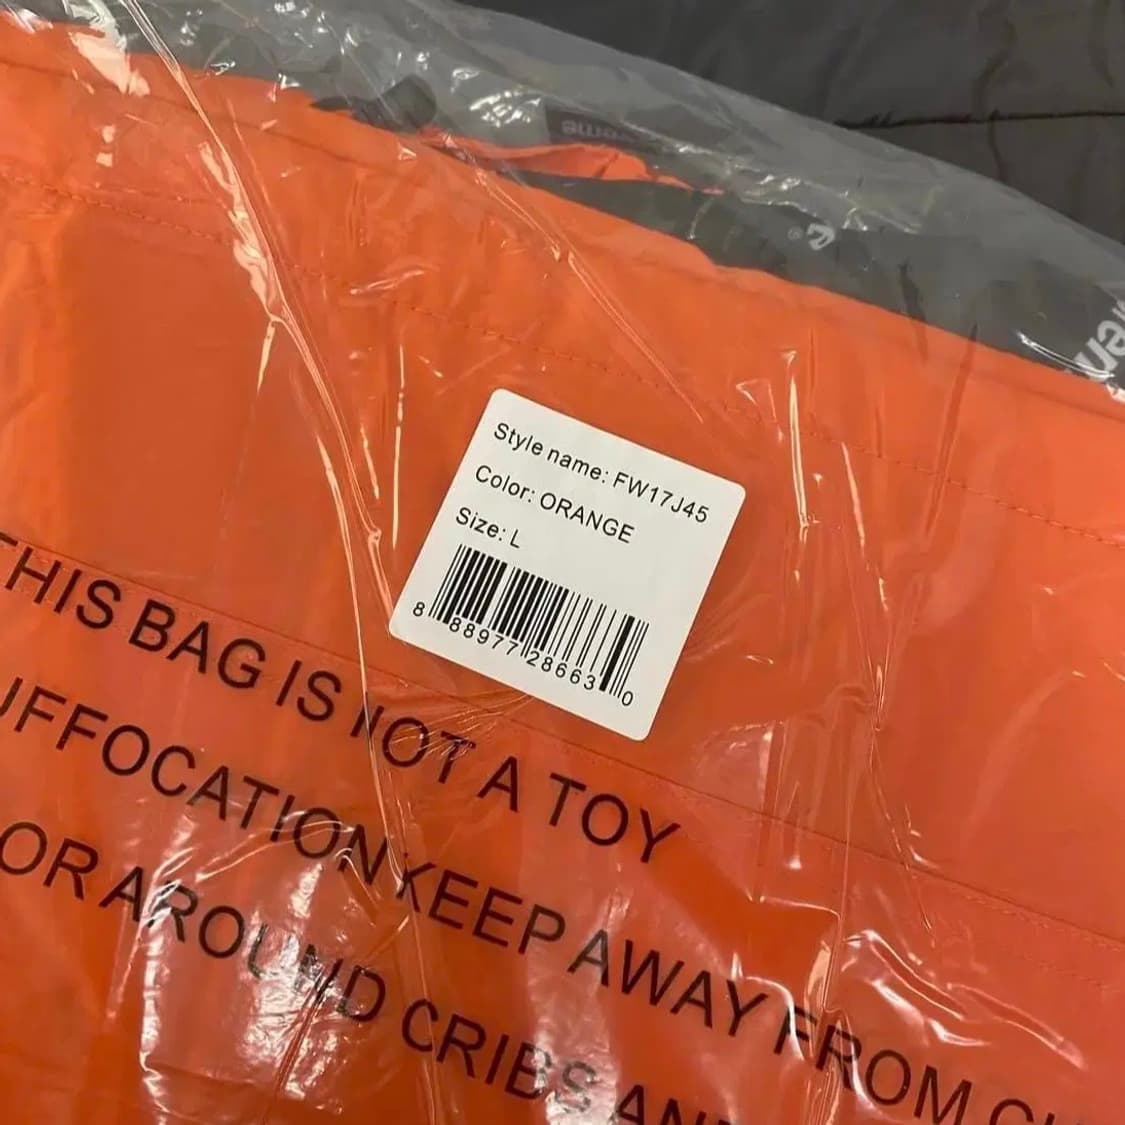 Style name: FW17J45
Color: ORANGE
Size: L
8 88977 28663 0
THIS BAG IS NOT A TOY
UFFOCATION KEEP AWAY FROM
OR AROUND CRIBS AND